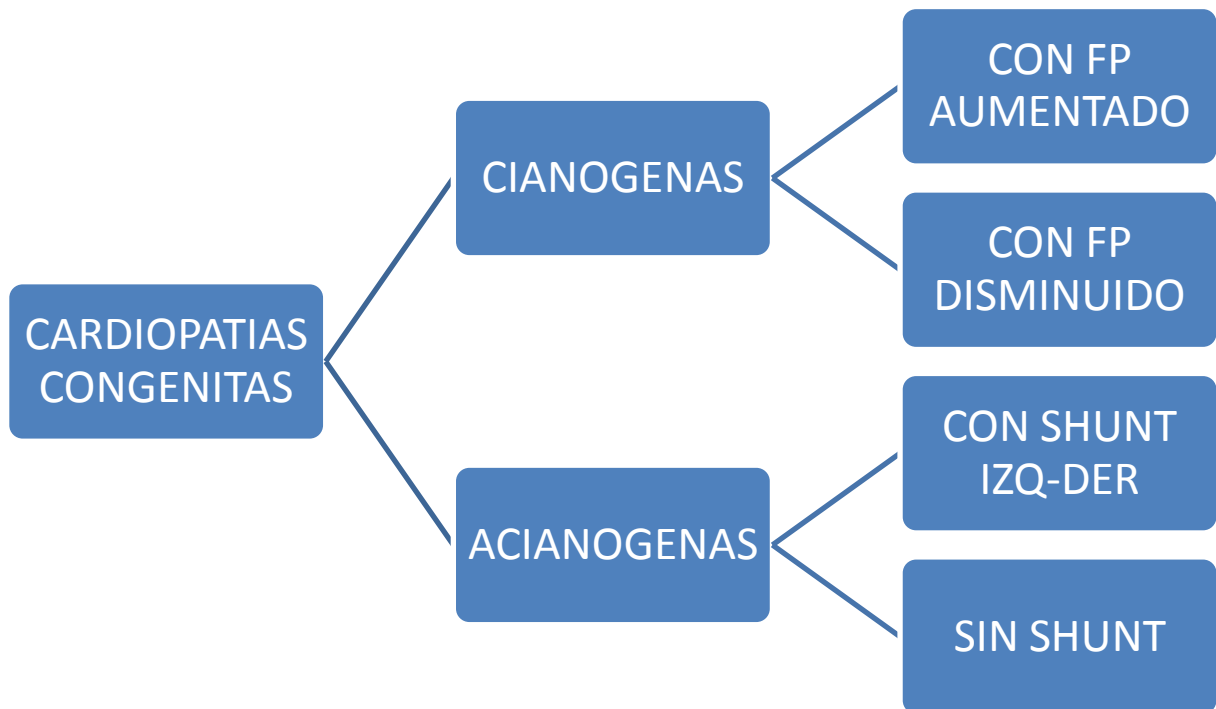 CARDIOPATIAS
CONGENITAS
CIANOGENAS
CON FP
AUMENTADO
CON FP
DISMINUIDO
ACIANOGENAS
CON SHUNT
IZQ-DER
SIN SHUNT